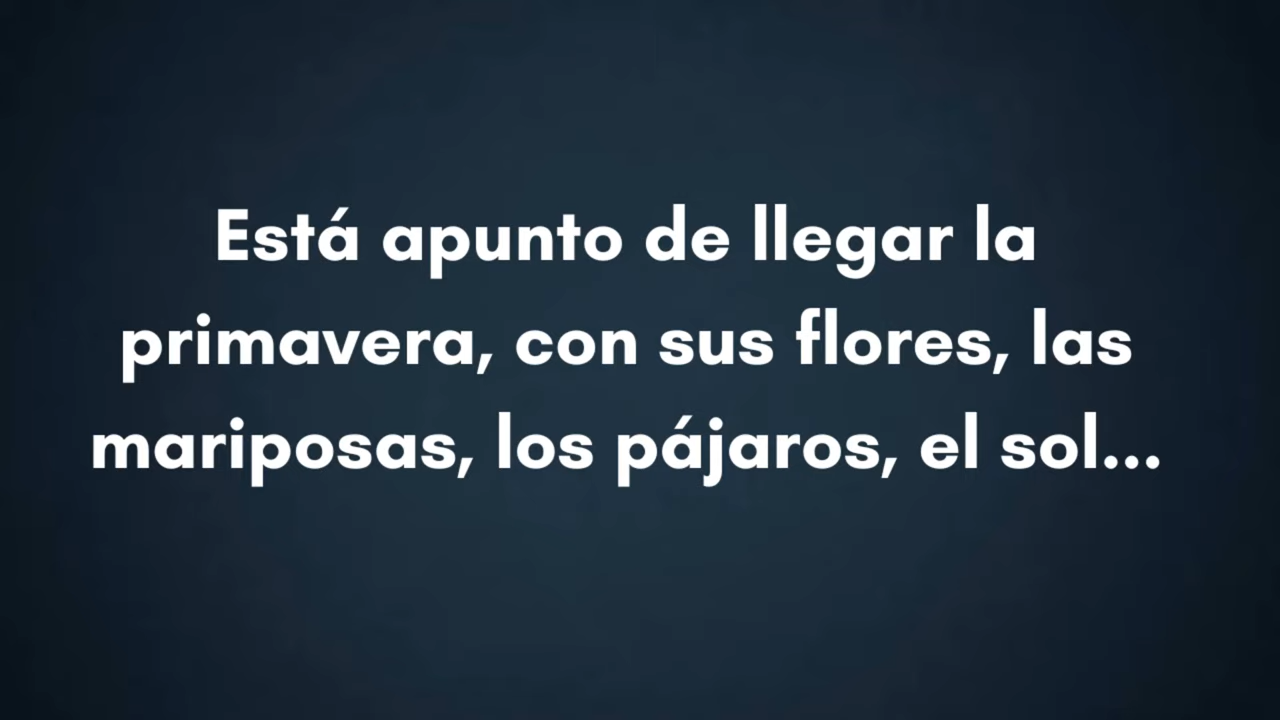 Está apunto de llegar la
primavera, con sus flores, las
mariposas, los pájaros, el sol...